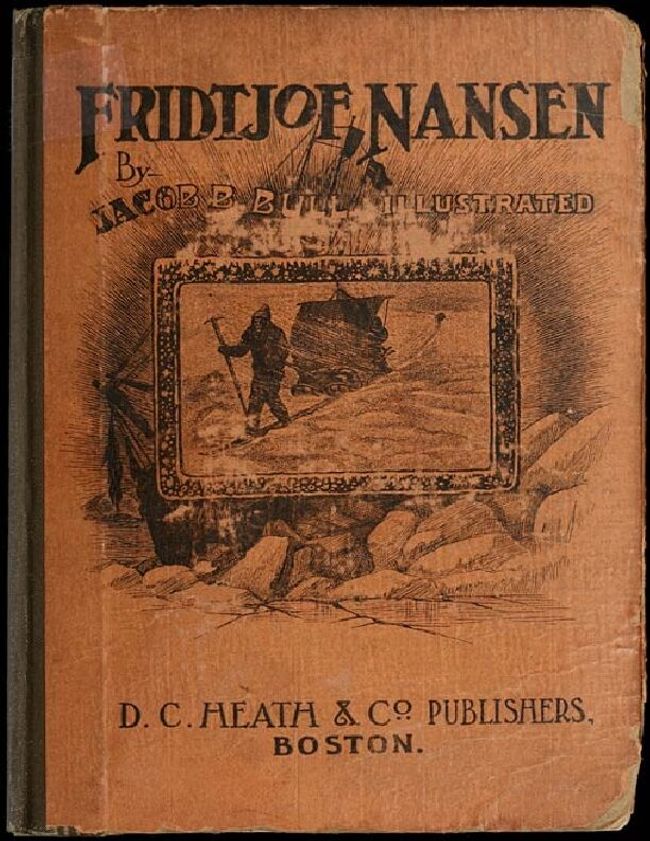 FRIDTJOF NANSEN
By
JACOB B. BULL. ILLUSTRATED
D. C. HEATH & Co PUBLISHERS,
BOSTON.